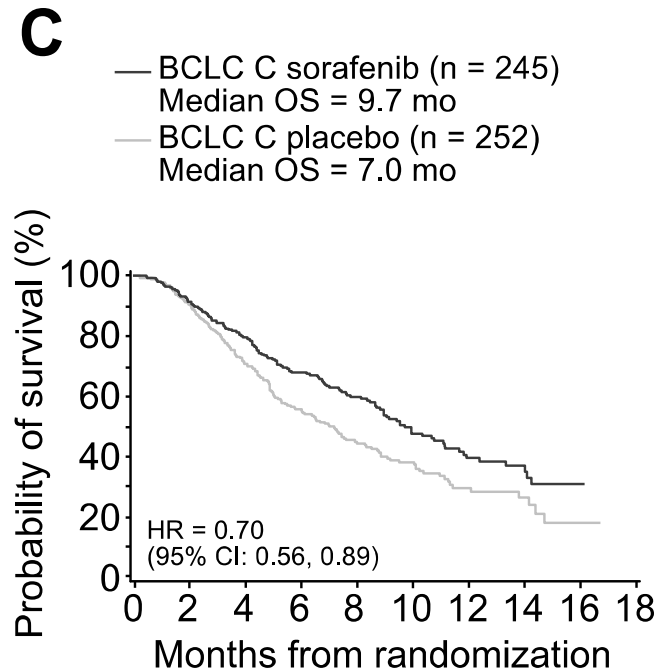 C
BCLC C sorafenib (n = 245)
Median OS = 9.7 mo
BCLC C placebo (n = 252)
Median OS = 7.0 mo
Probability of survival (%)
100
80
60
40
20
0
HR = 0.70
(95% CI: 0.56, 0.89)
0 2 4 6 8 10 12 14 16 18
Months from randomization